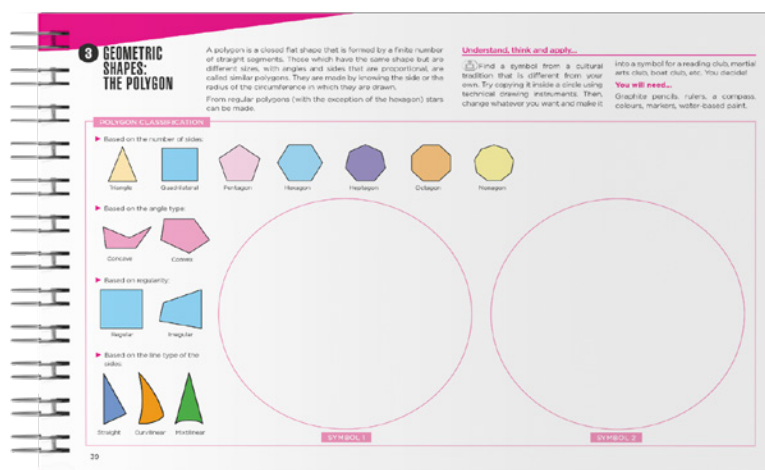 3 GEOMETRIC
SHAPES:
THE POLYGON
A polygon is a closed flat shape that is formed by a finite number
of straight segments. Those which have the same shape but are
different sizes, with angles and sides that are proportional, are
called similar polygons. They are made by knowing the side or the
radius of the circumference in which they are drawn.
From regular polygons (with the exception of the hexagon) stars
can be made.
Understand, think and apply...
Find a symbol from a cultural
tradition that is different from your
own. Try copying it inside a circle using
technical drawing instruments. Then,
change whatever you want and make it
into a symbol for a reading club, martial
arts club, boat club, etc. You decide!
You will need...
Graphite pencils, rulers, a compass,
colours, markers, water-based paint.
POLYGON CLASSIFICATION
Based on the number of sides:
Triangle Quadrilateral Pentagon Hexagon Heptagon Octagon Nonagon
Based on the angle type:
Concave Convex
Based on regularity:
Regular Irregular
Based on the line type of the
sides:
Straight Curvilinear Mixtilinear
SYMBOL 1
SYMBOL 2
39